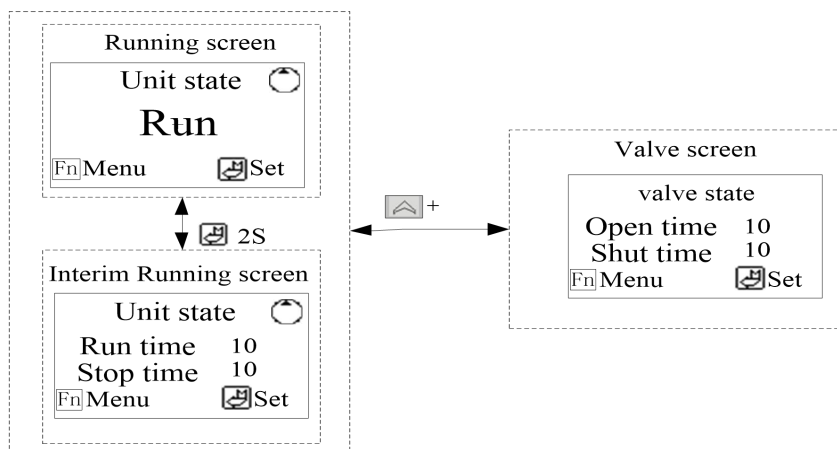 Running screen
Unit state
Run
Fn Menu Set
2S
Interim Running screen
Unit state
Run time 10
Stop time 10
Fn Menu Set
+
Valve screen
valve state
Open time 10
Shut time 10
Fn Menu Set